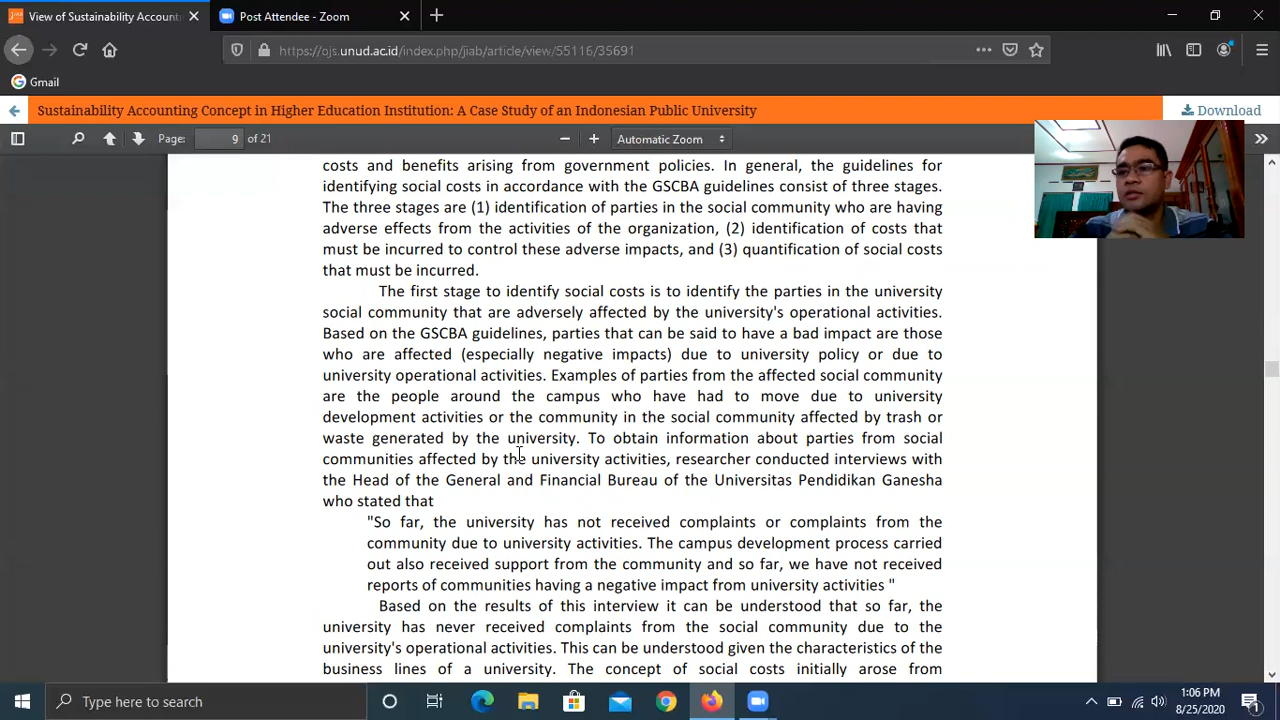 View of Sustainability Account
Post Attendee - Zoom
https://ojs.unud.ac.id/index.php/jiab/article/view/55116/35691
Gmail
Sustainability Accounting Concept in Higher Education Institution: A Case Study of an Indonesian Public University
Download
Page: 9 of 21
Automatic Zoom
costs and benefits arising from government policies. In general, the guidelines for
identifying social costs in accordance with the GSCBA guidelines consist of three stages.
The three stages are (1) identification of parties in the social community who are having
adverse effects from the activities of the organization, (2) identification of costs that
must be incurred to control these adverse impacts, and (3) quantification of social costs
that must be incurred.
The first stage to identify social costs is to identify the parties in the university
social community that are adversely affected by the university's operational activities.
Based on the GSCBA guidelines, parties that can be said to have a bad impact are those
who are affected (especially negative impacts) due to university policy or due to
university operational activities. Examples of parties from the affected social community
are the people around the campus who have had to move due to university
development activities or the community in the social community affected by trash or
waste generated by the university. To obtain information about parties from social
communities affected by the university activities, researcher conducted interviews with
the Head of the General and Financial Bureau of the Universitas Pendidikan Ganesha
who stated that
"So far, the university has not received complaints or complaints from the
community due to university activities. The campus development process carried
out also received support from the community and so far, we have not received
reports of communities having a negative impact from university activities "
Based on the results of this interview it can be understood that so far, the
university has never received complaints from the social community due to the
university's operational activities. This can be understood given the characteristics of the
business lines of a university. The concept of social costs initially arose from
Type here to search
1:06 PM
8/25/2020
1